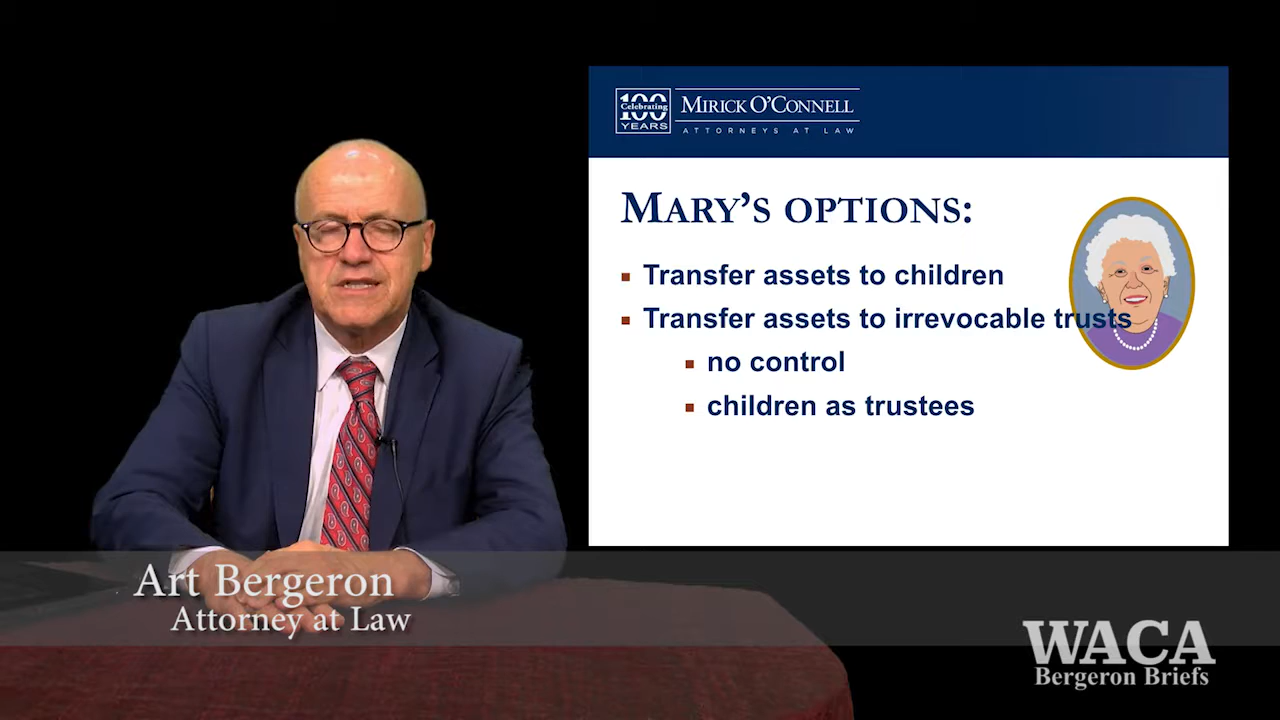 Celebrating
100
YEARS
MIRICK O'CONNELL
ATTORNEYS AT LAW
MARY'S OPTIONS:
Transfer assets to children
Transfer assets to irrevocable trusts
no control
children as trustees
Art Bergeron
Attorney at Law
WACA
Bergeron Briefs